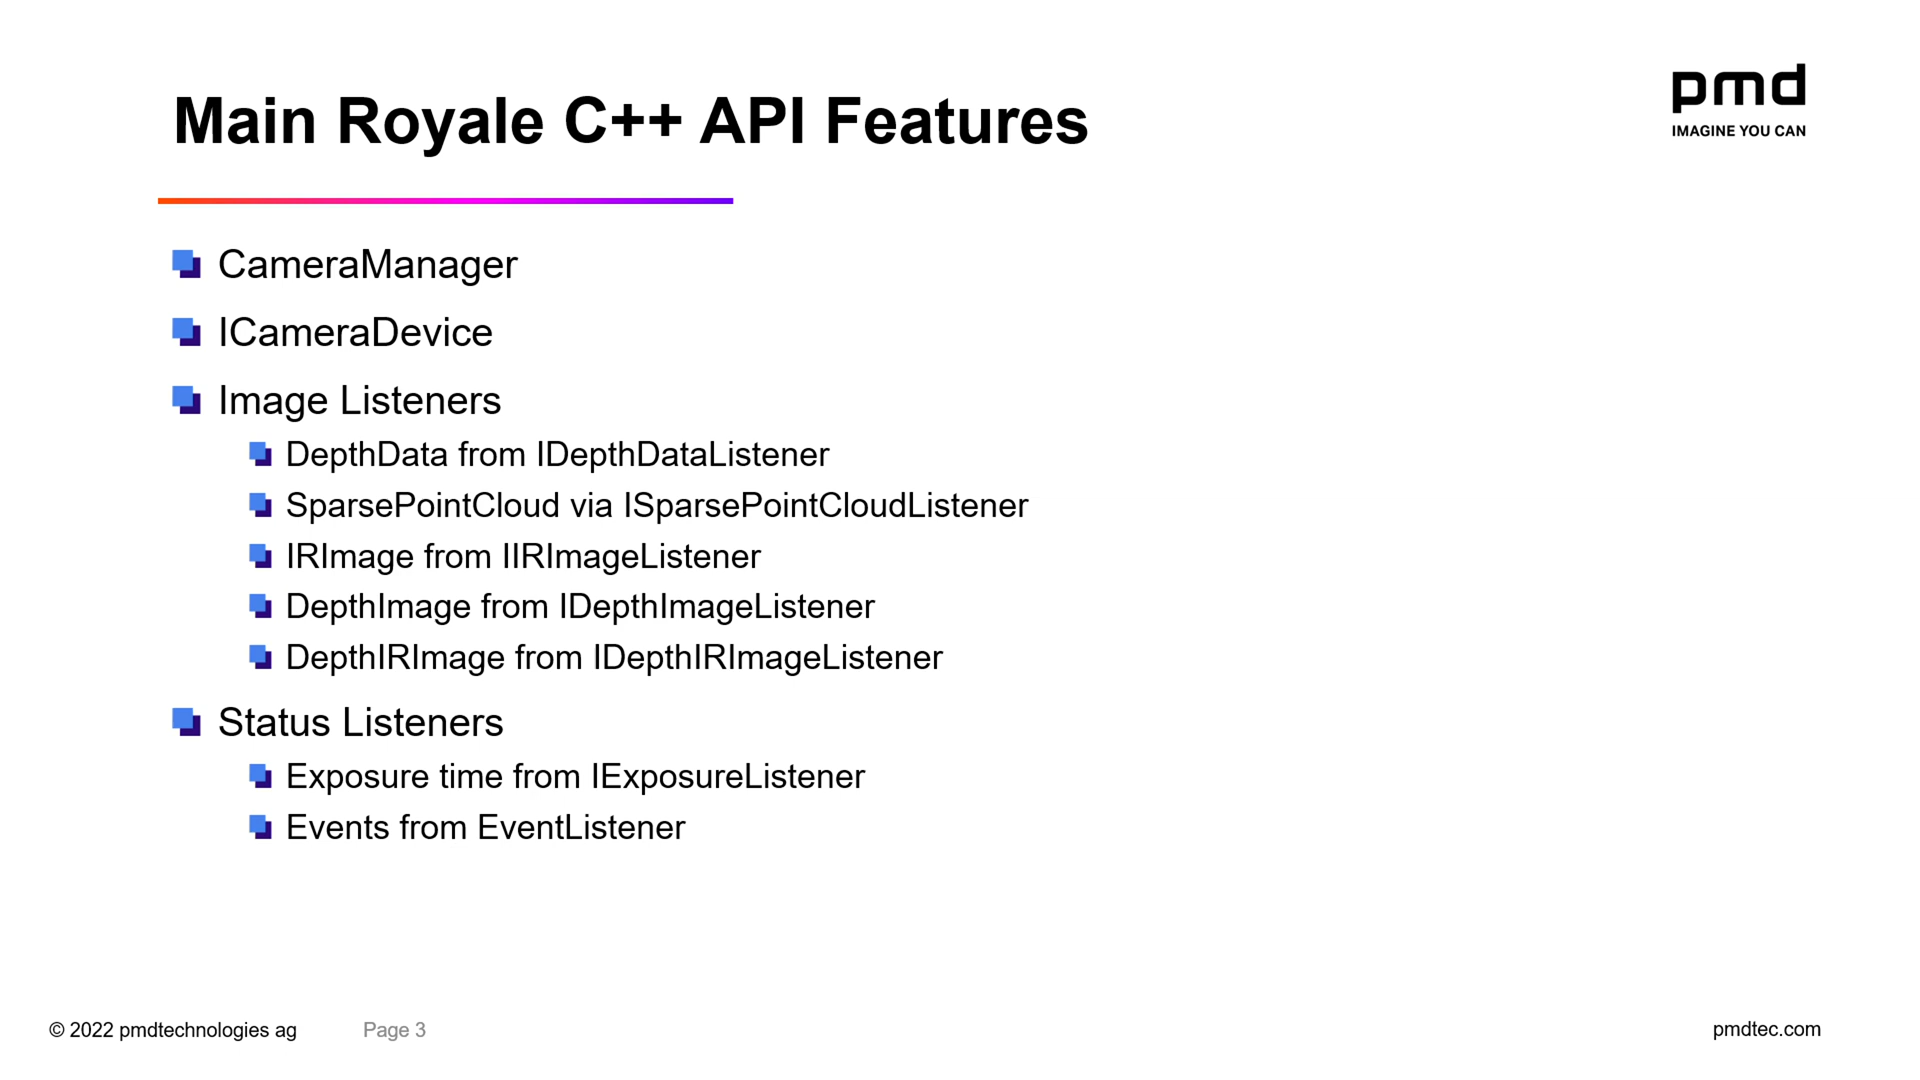 Main Royale C++ API Features
pmd
IMAGINE YOU CAN
CameraManager
ICameraDevice
Image Listeners
DepthData from IDepthDataListener
SparsePointCloud via ISparsePointCloudListener
IRImage from IIRImageListener
DepthImage from IDepthImageListener
DepthIRImage from IDepthIRImageListener
Status Listeners
Exposure time from IExposureListener
Events from EventListener
© 2022 pmdtechnologies ag
Page 3
pmdtec.com